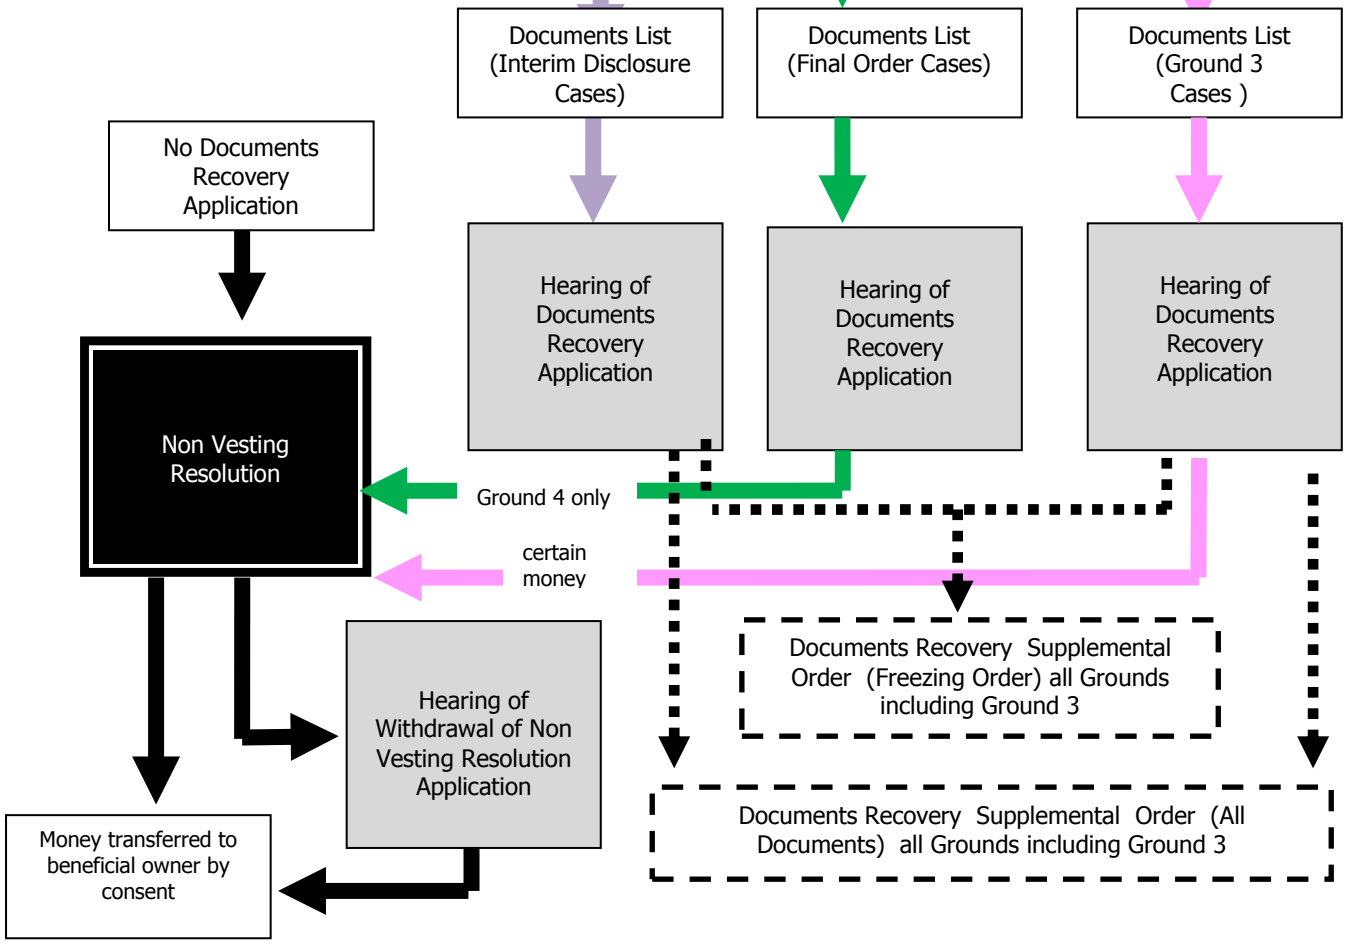 Documents List
(Interim Disclosure
Cases)
Documents List
(Final Order Cases)
Documents List
(Ground 3
Cases )
No Documents
Recovery
Application
Hearing of
Documents
Recovery
Application
Hearing of
Documents
Recovery
Application
Hearing of
Documents
Recovery
Application
Non Vesting
Resolution
Ground 4 only
certain
money
Documents Recovery Supplemental
Order (Freezing Order) all Grounds
including Ground 3
Hearing of
Withdrawal of Non
Vesting Resolution
Application
Documents Recovery Supplemental Order (All
Documents) all Grounds including Ground 3
Money transferred to
beneficial owner by
consent